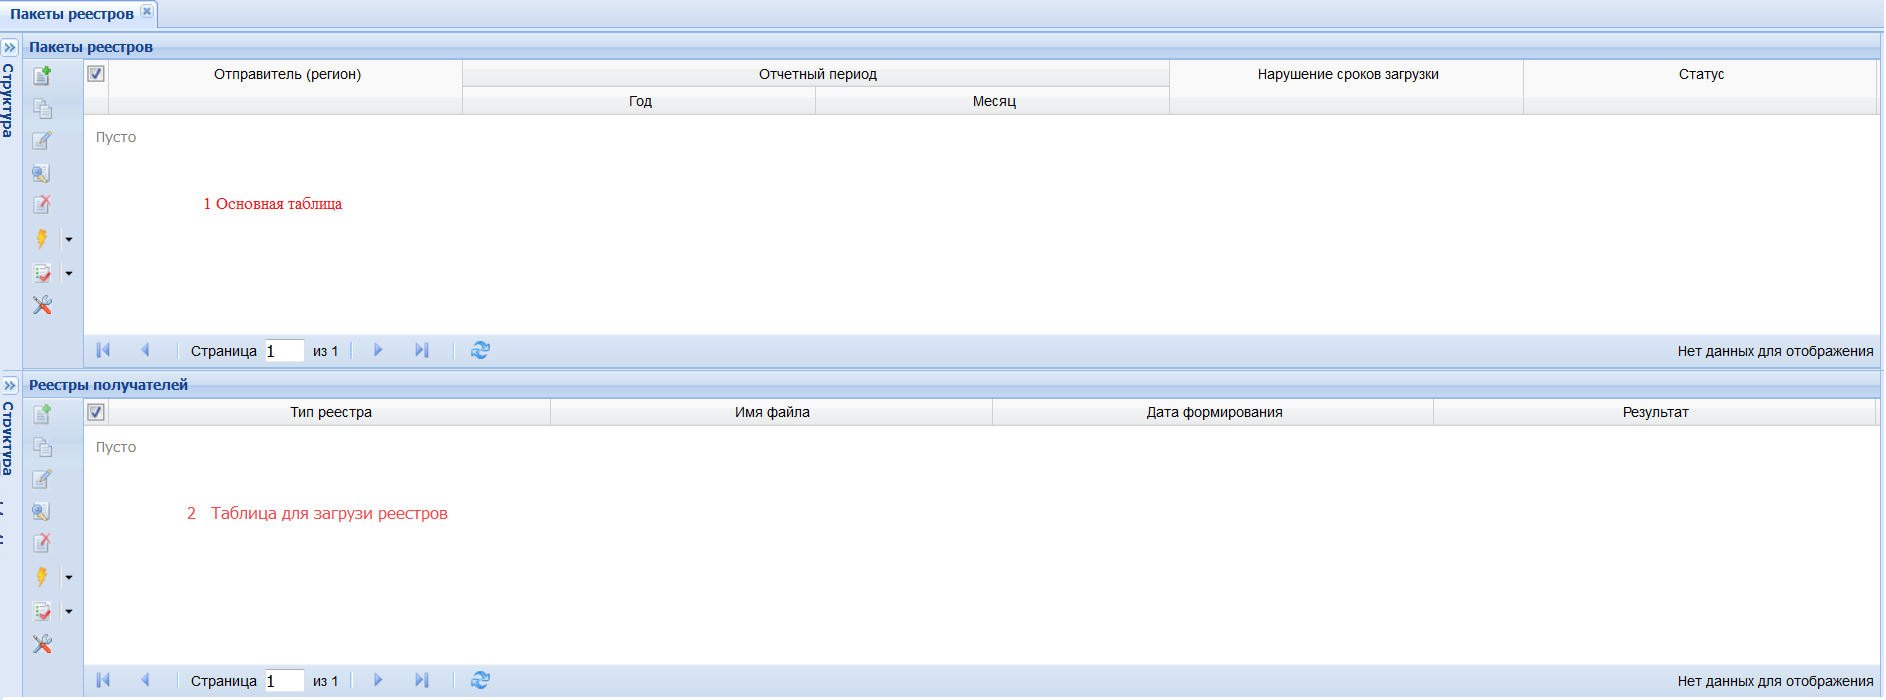 Пакеты реестров
Пакеты реестров
Структура
Отправитель (регион)
Отчетный период
Нарушение сроков загрузки
Статус
Год
Месяц
Пусто
1 Основная таблица
Страница 1 из 1
Нет данных для отображения
Реестры получателей
Структура
Тип реестра
Имя файла
Дата формирования
Результат
Пусто
2 Таблица для загрузи реестров
Страница 1 из 1
Нет данных для отображения